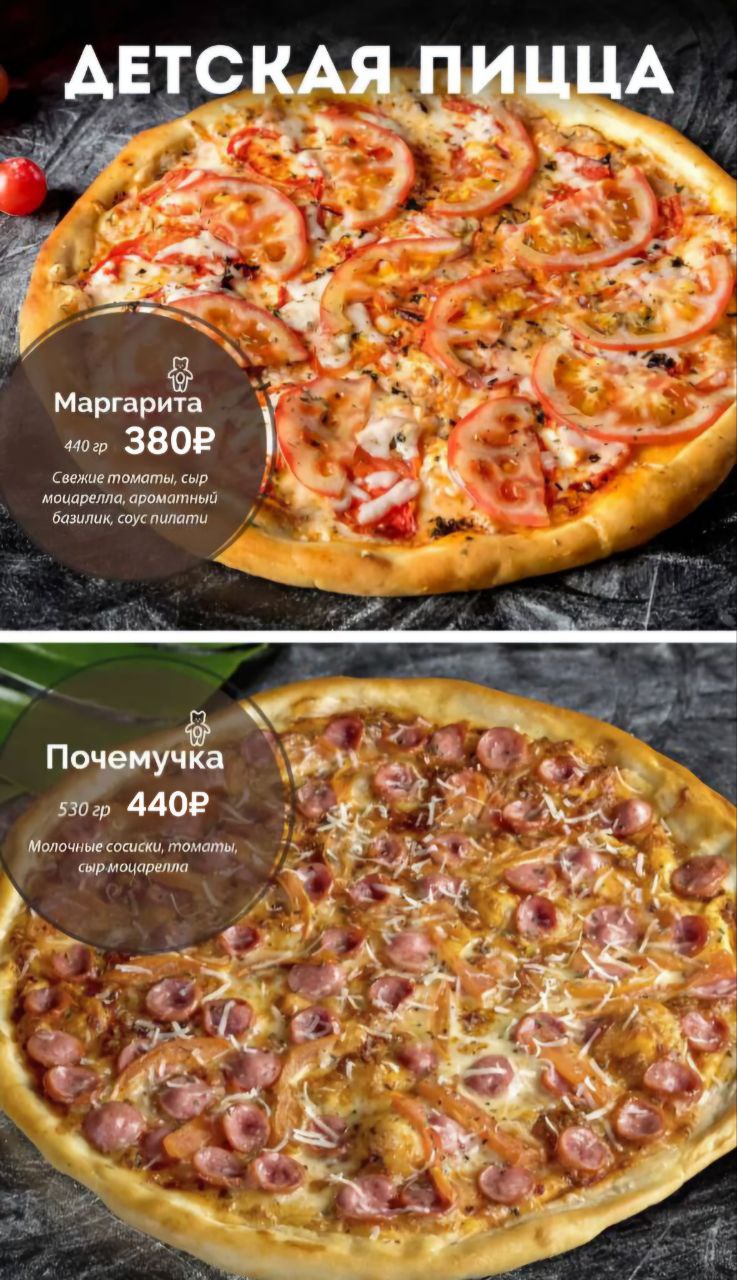 ДЕТСКАЯ ПИЦЦА
Маргарита
440 гр 380₽
Свежие томаты, сыр
моцарелла, ароматный
базилик, соус пилати
Почемучка
530 гр 440₽
Молочные сосиски, томаты,
сыр моцарелла